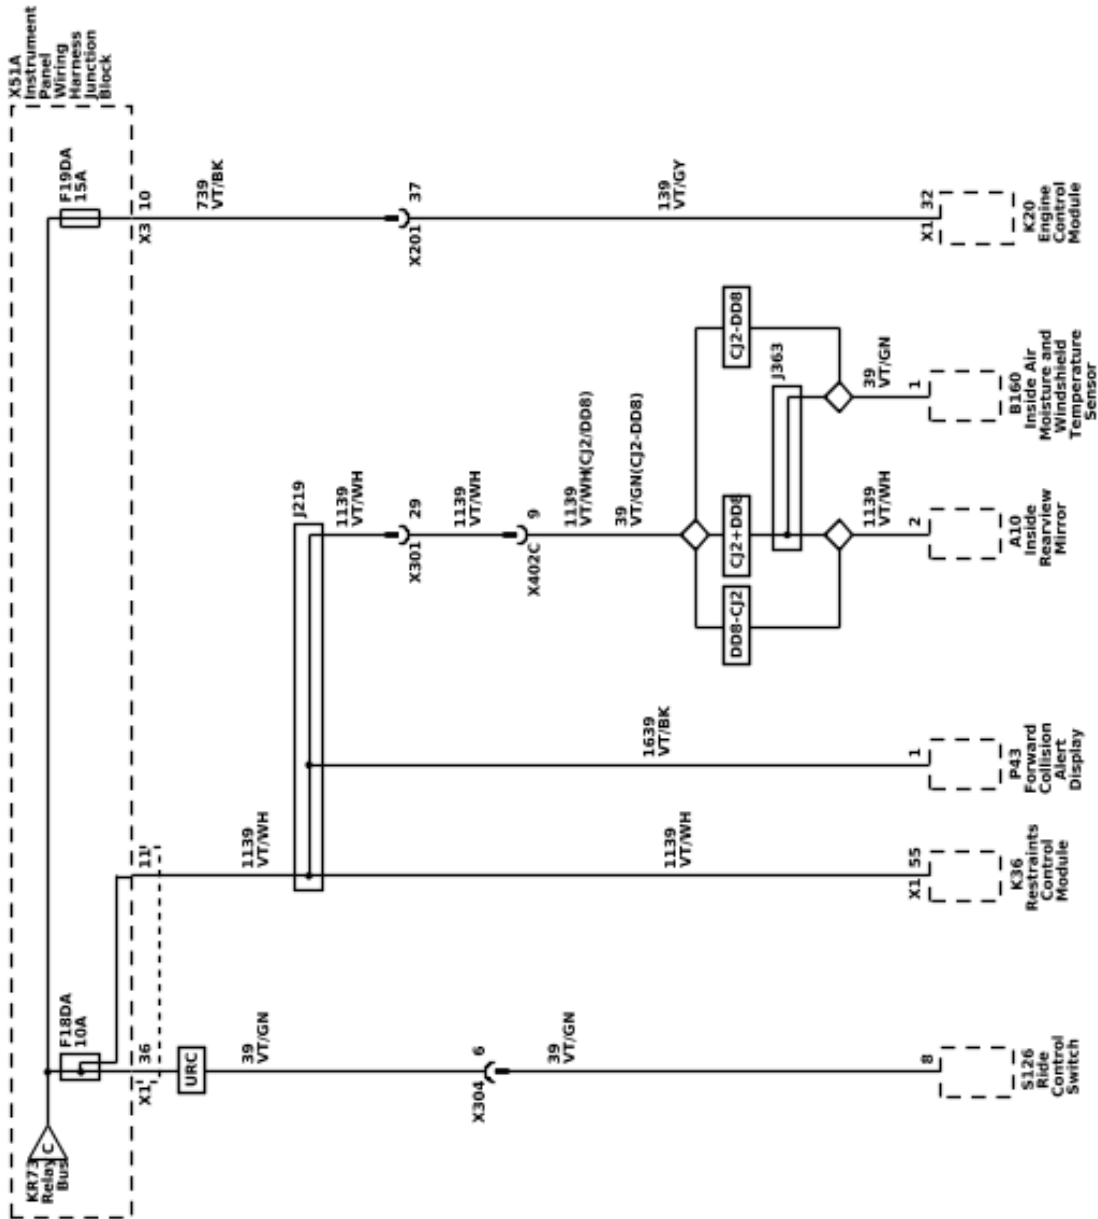 X51A
Instrument
Panel
Wiring
Harness
Junction
Block
F19DA
15A
X3 10
739
VT/BK
X201 37
139
VT/GY
X1 32
K20
Engine
Control
Module
CJ2-DD8
J363
39
VT/GN
1
B160
Inside Air
Moisture and
Windshield
Temperature
Sensor
J219
1139
VT/WH
X301 29
1139
VT/WH
X402C 9
1139
VT/WH(CJ2/DD8)
39
VT/GN(CJ2-DD8)
CJ2+DD8
DD8-CJ2
1139
VT/WH
2
A10
Inside
Rearview
Mirror
1639
VT/BK
1
P43
Forward
Collision
Alert
Display
11
1139
VT/WH
1139
VT/WH
X1 55
K36
Restraints
Control
Module
F18DA
10A
X1 36
URC
39
VT/GN
X304 6
39
VT/GN
8
S126
Ride
Control
Switch
KR73
Relay
Bus
C